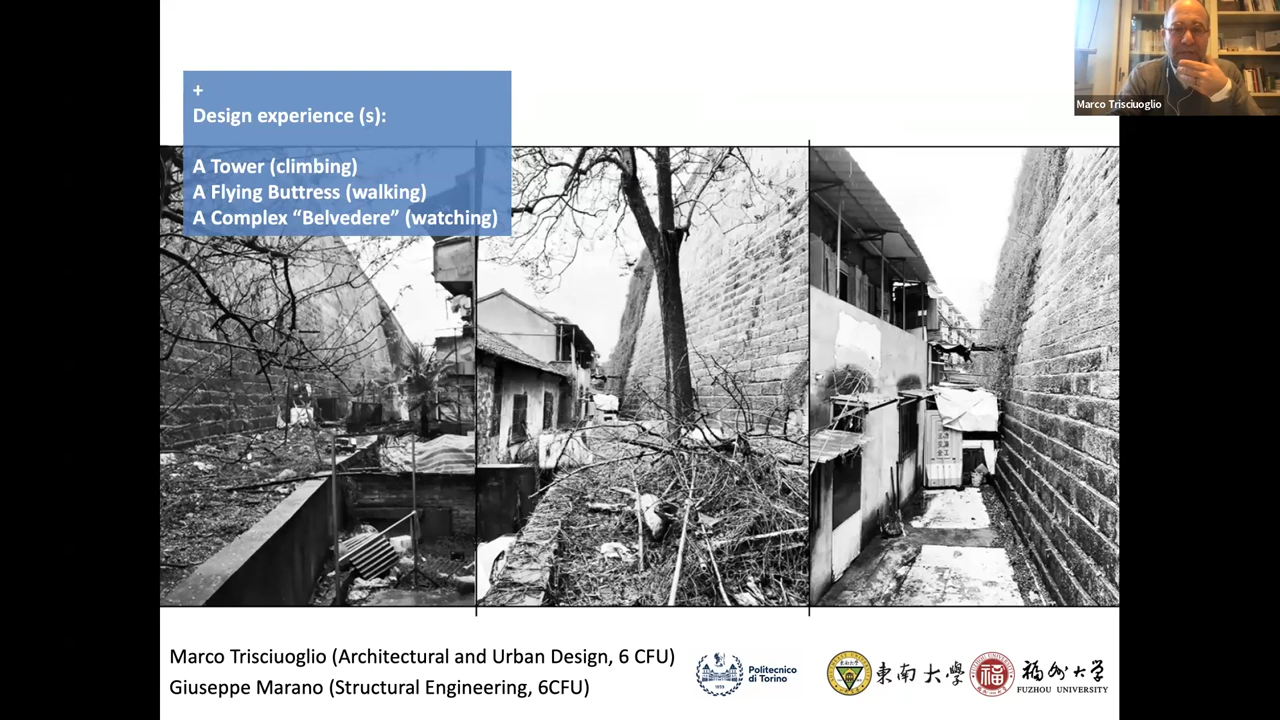 +
Design experience (s):
A Tower (climbing)
A Flying Buttress (walking)
A Complex “Belvedere” (watching)
Marco Trisciuoglio
Marco Trisciuoglio (Architectural and Urban Design, 6 CFU)
Giuseppe Marano (Structural Engineering, 6CFU)
Politecnico
di Torino
1859
東南大學
福
福州大学
FUZHOU UNIVERSITY